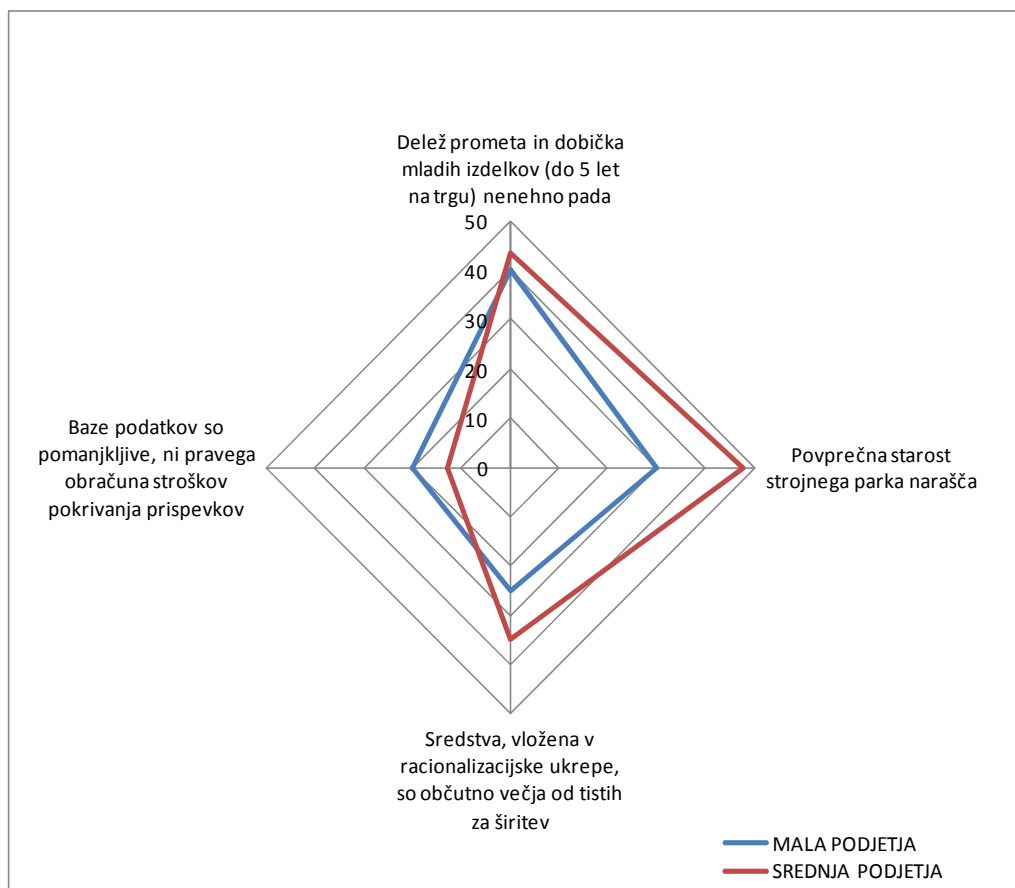 Delež prometa in dobička
mladih izdelkov (do 5 let
na trgu) nenehno pada
50
40
30
20
10
0
Baze podatkov so
pomanjkljive, ni pravega
obračuna stroškov
pokrivanja prispevkov
Povprečna starost
strojnega parka narašča
Sredstva, vložena v
racionalizacijske ukrepe,
so občutno večja od tistih
za širitev
MALA PODJETJA
SREDNJA PODJETJA